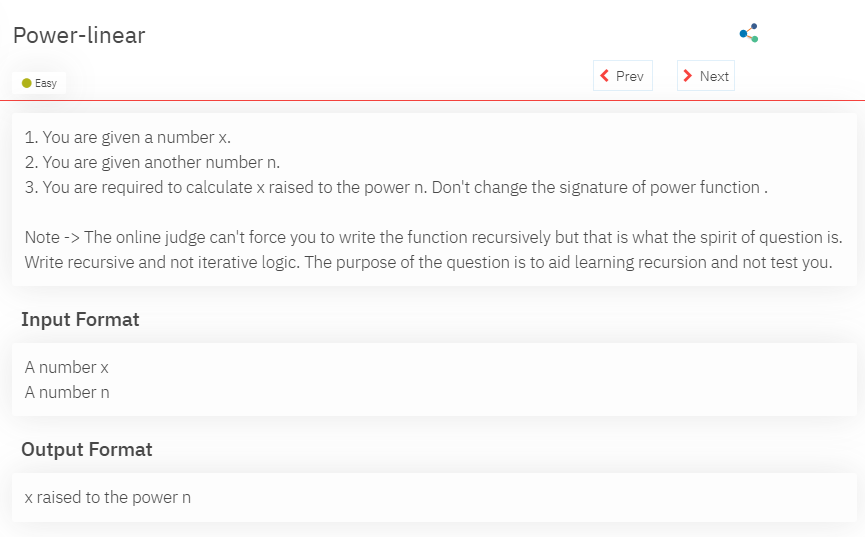 Power-linear
Easy
Prev
Next
1. You are given a number x.
2. You are given another number n.
3. You are required to calculate x raised to the power n. Don't change the signature of power function .
Note -> The online judge can't force you to write the function recursively but that is what the spirit of question is.
Write recursive and not iterative logic. The purpose of the question is to aid learning recursion and not test you.
Input Format
A number x
A number n
Output Format
x raised to the power n